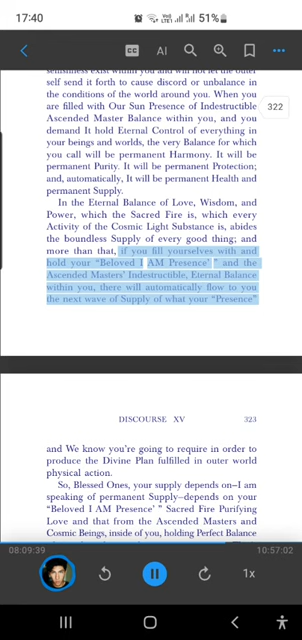 17:40
51%
CC
AI
selfishness exist within you and will not let the outer
self send it forth to cause discord or unbalance in
the conditions of the world around you. When you
are filled with Our Sun Presence of Indestructible
322
Ascended Master Balance within you, and you
demand It hold Eternal Control of everything in
your beings and worlds, the very Balance for which
you call will be permanent Harmony. It will be
permanent Purity. It will be permanent Protection;
and, automatically, It will be permanent Health and
permanent Supply.
In the Eternal Balance of Love, Wisdom, and
Power, which the Sacred Fire is, which every
Activity of the Cosmic Light Substance is, abides
the boundless Supply of every good thing; and
more than that, if you fill yourselves with and
hold your “Beloved I AM Presence’ ” and the
Ascended Masters’ Indestructible, Eternal Balance
within you, there will automatically flow to you
the next wave of Supply of what your “Presence”
DISCOURSE XV 323
and We know you’re going to require in order to
produce the Divine Plan fulfilled in outer world
physical action.
So, Blessed Ones, your supply depends on–I am
speaking of permanent Supply–depends on your
“Beloved I AM Presence’ ” Sacred Fire Purifying
Love and that from the Ascended Masters and
Cosmic Beings, inside of you, holding Perfect Balance
08:09:39 10:57:02
1x